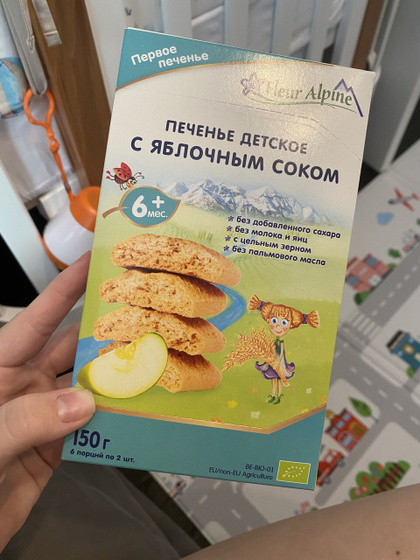 Первое
печенье
Fleur Alpine
ПЕЧЕНЬЕ ДЕТСКОЕ
С ЯБЛОЧНЫМ СОКОМ
6+
мес.
без добавленного сахара
без молока и яиц
с цельным зерном
без пальмового масла
150 г
6 порций по 2 шт.
BE-BIO-01
EU/non-EU Agriculture